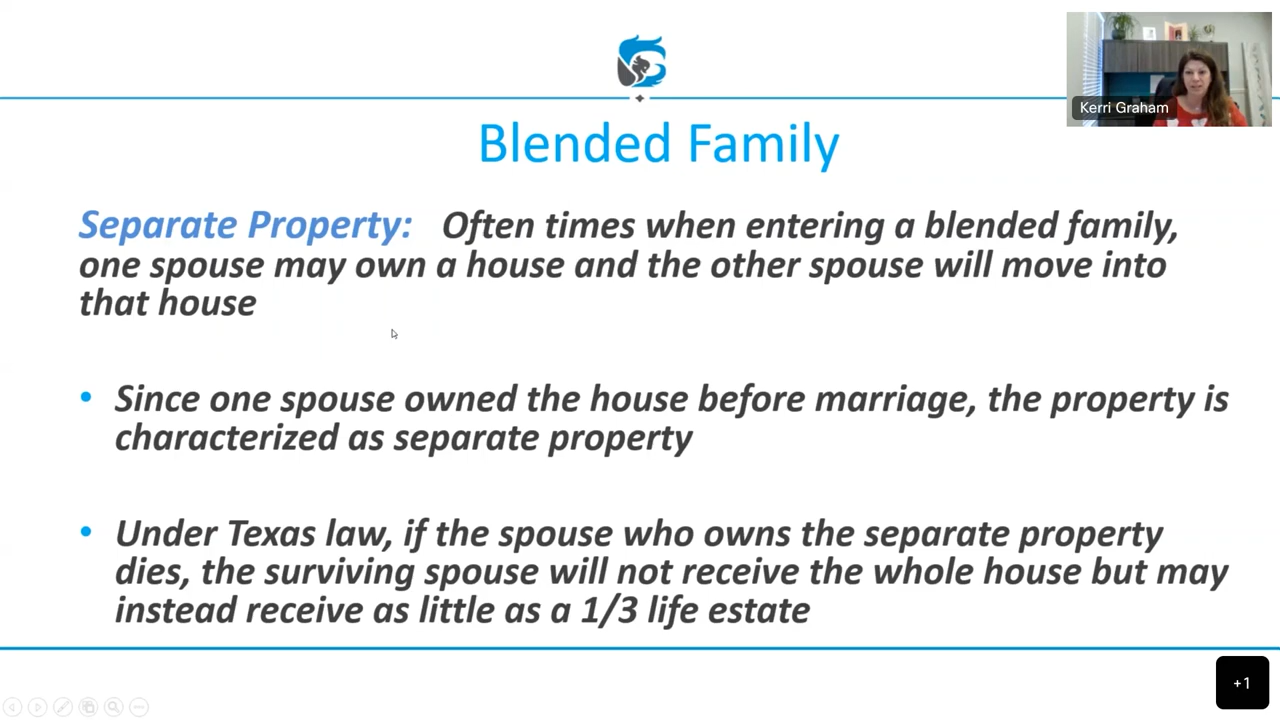 Kerri Graham
Blended Family
Separate Property: Often times when entering a blended family,
one spouse may own a house and the other spouse will move into
that house
• Since one spouse owned the house before marriage, the property is
characterized as separate property
• Under Texas law, if the spouse who owns the separate property
dies, the surviving spouse will not receive the whole house but may
instead receive as little as a 1/3 life estate
+1